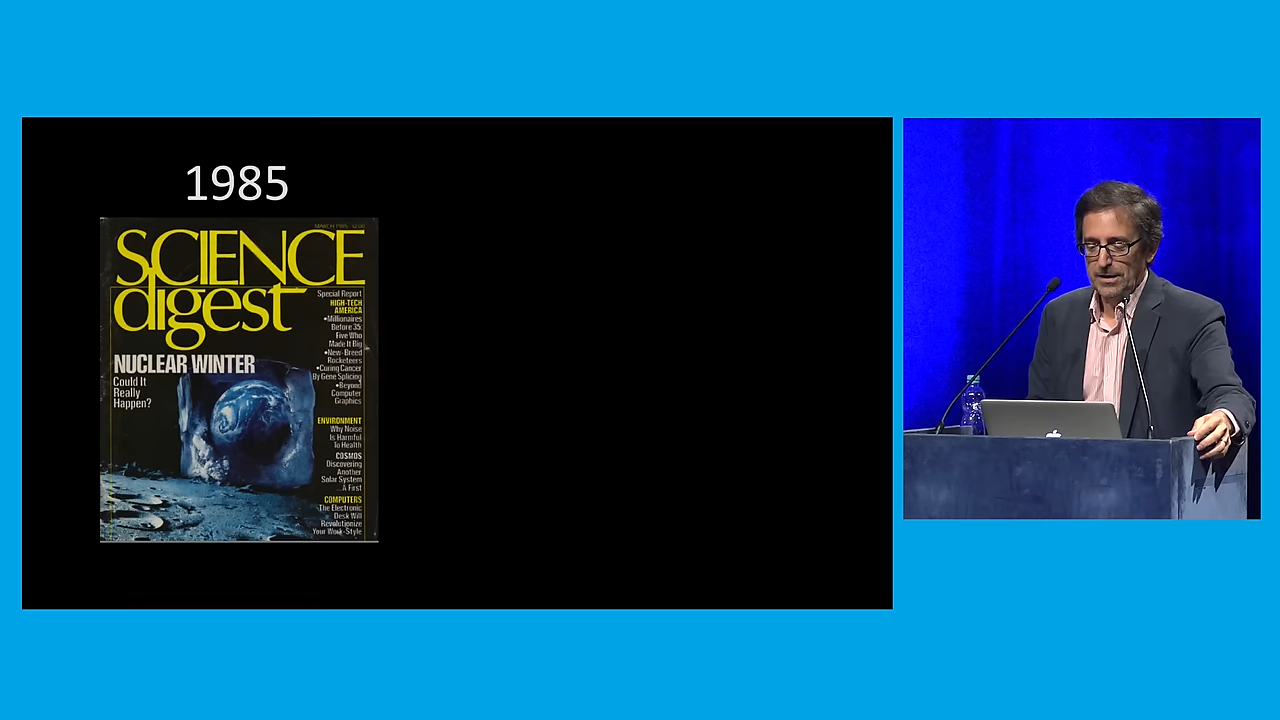 1985
MARCH 1985
SCIENCE
digest
Special Report
HIGH-TECH
AMERICA
•Millionaires
Before 35:
Five Who
Made It Big
•New-Breed
Rocketeers
•Curing Cancer
By Gene Splicing
•Beyond
Computer
Graphics
NUCLEAR WINTER
Could It
Really
Happen?
ENVIRONMENT
Why Noise
Is Harmful
To Health
COSMOS
Discovering
Another
Solar System
...A First
COMPUTERS
The Electronic
Desk Will
Revolutionize
Your Work-Style